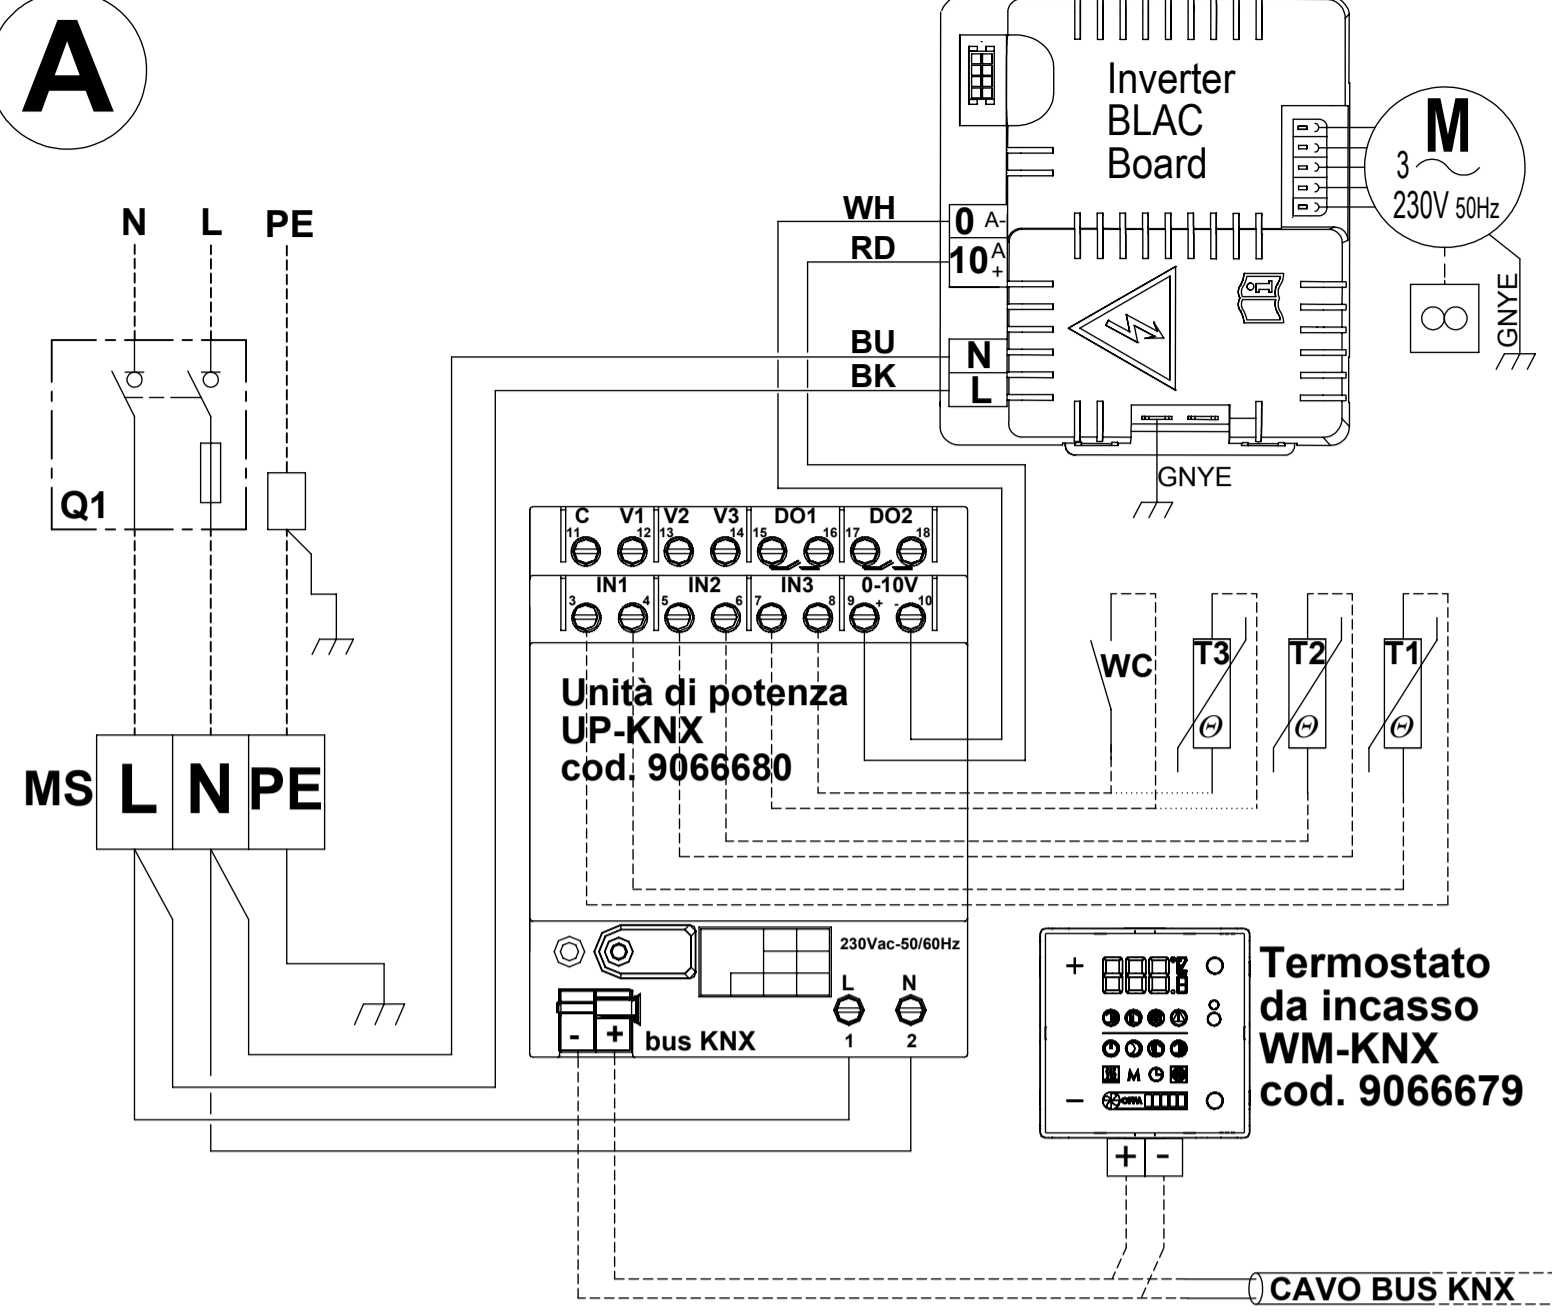 A
Inverter
BLAC
Board
M
3
230V 50Hz
GNYE
N L PE
WH
RD
BU
BK
0 A-
10 A+
N
L
GNYE
Q1
C V1 V2 V3 DO1 DO2
11 12 13 14 15 16 17 18
IN1 IN2 IN3 0-10V
3 4 5 6 7 8 9 + - 10
Unità di potenza
UP-KNX
cod. 9066680
WC T3 T2 T1
Θ Θ Θ
MS L N PE
230Vac-50/60Hz
L N
1 2
- + bus KNX
+
-
M
Termostato
da incasso
WM-KNX
cod. 9066679
+ -
CAVO BUS KNX